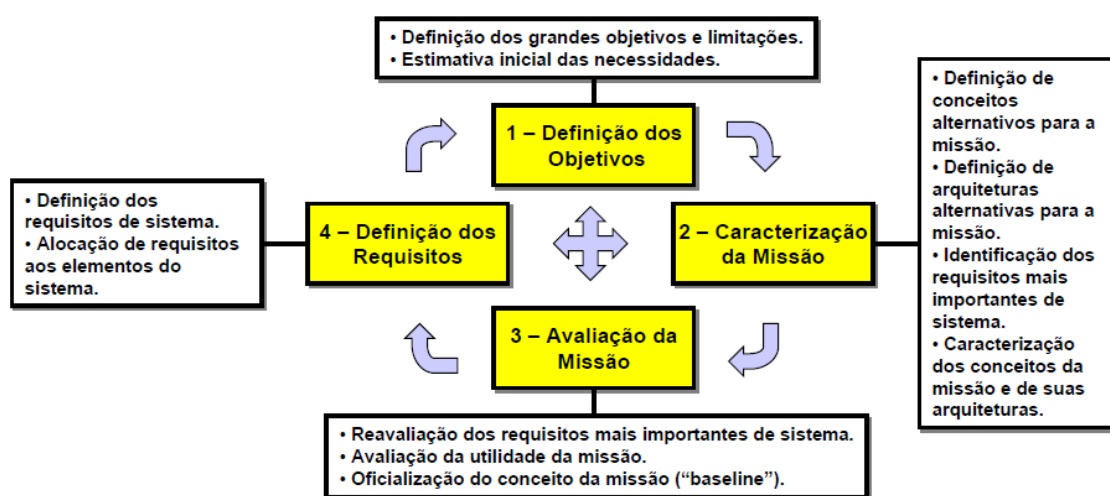 • Definição dos grandes objetivos e limitações.
• Estimativa inicial das necessidades.
1 – Definição dos
Objetivos
2 – Caracterização
da Missão
• Definição de
conceitos
alternativos para a
missão.
• Definição de
arquiteturas
alternativas para a
missão.
• Identificação dos
requisitos mais
importantes de
sistema.
• Caracterização
dos conceitos da
missão e de suas
arquiteturas.
3 – Avaliação da
Missão
• Reavaliação dos requisitos mais importantes de sistema.
• Avaliação da utilidade da missão.
• Oficialização do conceito da missão (“baseline”).
4 – Definição dos
Requisitos
• Definição dos
requisitos de sistema.
• Alocação de requisitos
aos elementos do
sistema.